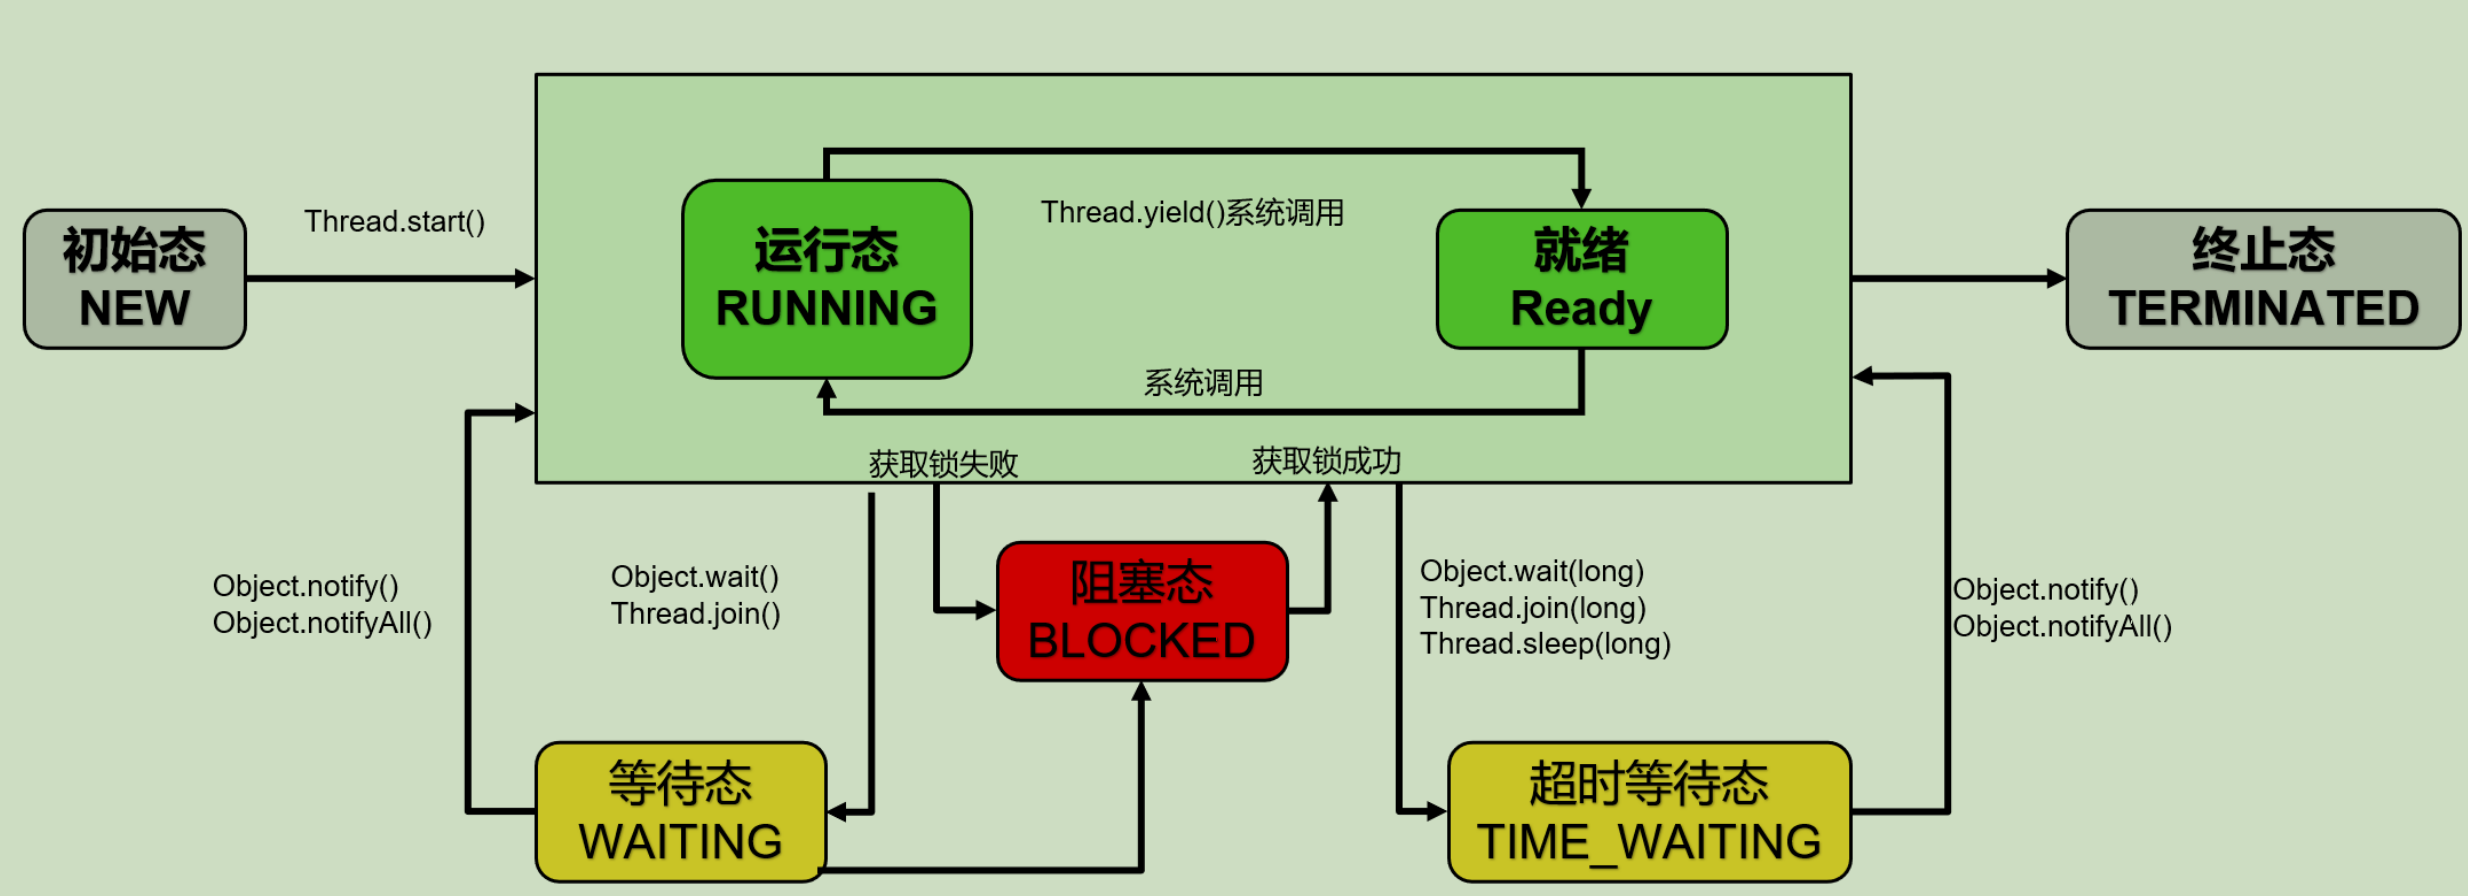 初始态
NEW
Thread.start()
运行态
RUNNING
Thread.yield()系统调用
系统调用
就绪
Ready
终止态
TERMINATED
获取锁失败
获取锁成功
Object.notify()
Object.notifyAll()
Object.wait()
Thread.join()
阻塞态
BLOCKED
Object.wait(long)
Thread.join(long)
Thread.sleep(long)
Object.notify()
Object.notifyAll()
等待态
WAITING
超时等待态
TIME_WAITING